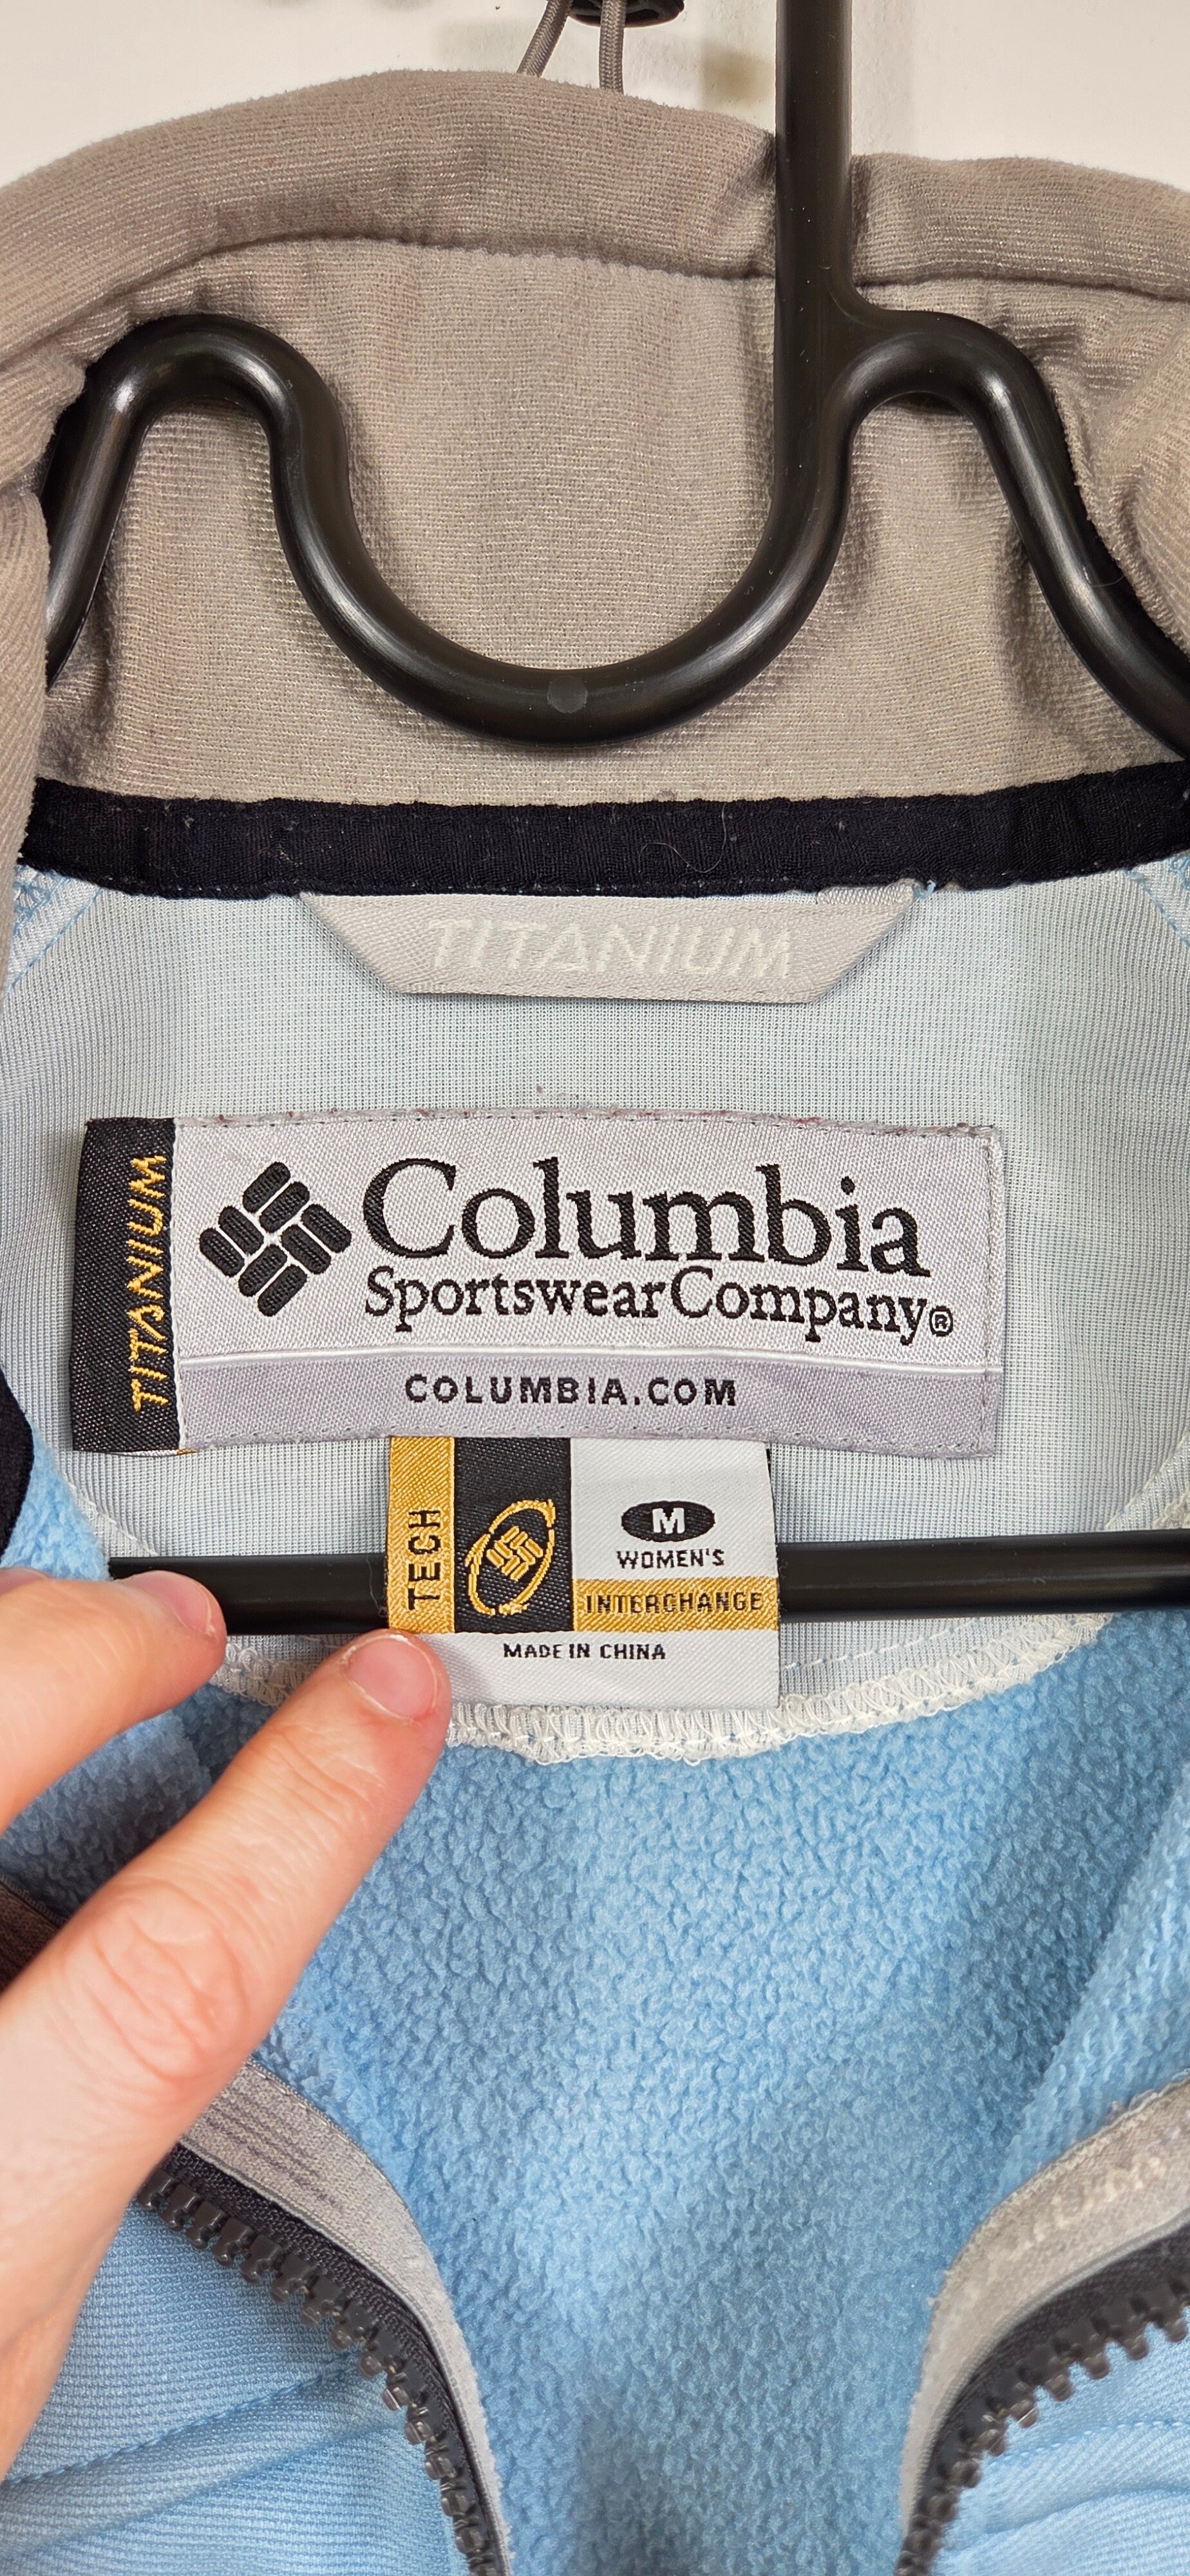 TITANIUM
TITANIUM
Columbia
Sportswear Company®
COLUMBIA.COM
TECH
M
WOMEN'S
INTERCHANGE
MADE IN CHINA